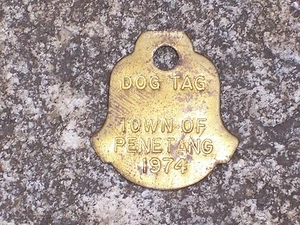 DOG TAG
TOWN OF
PENETANG
1974